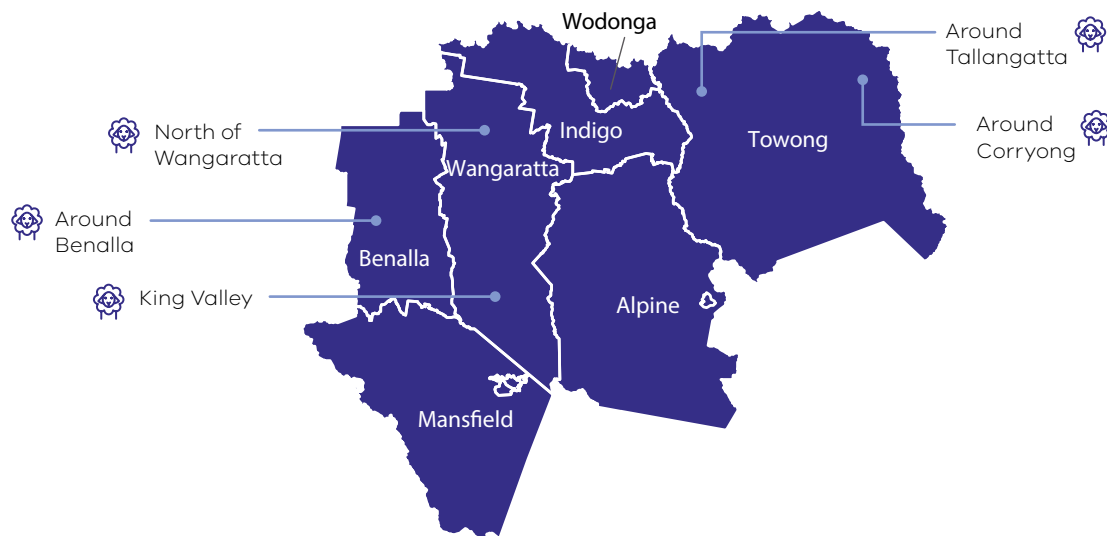 Wodonga
Around
Tallangatta
North of
Wangaratta
Indigo
Towong
Around
Corryong
Wangaratta
Around
Benalla
Benalla
King Valley
Alpine
Mansfield